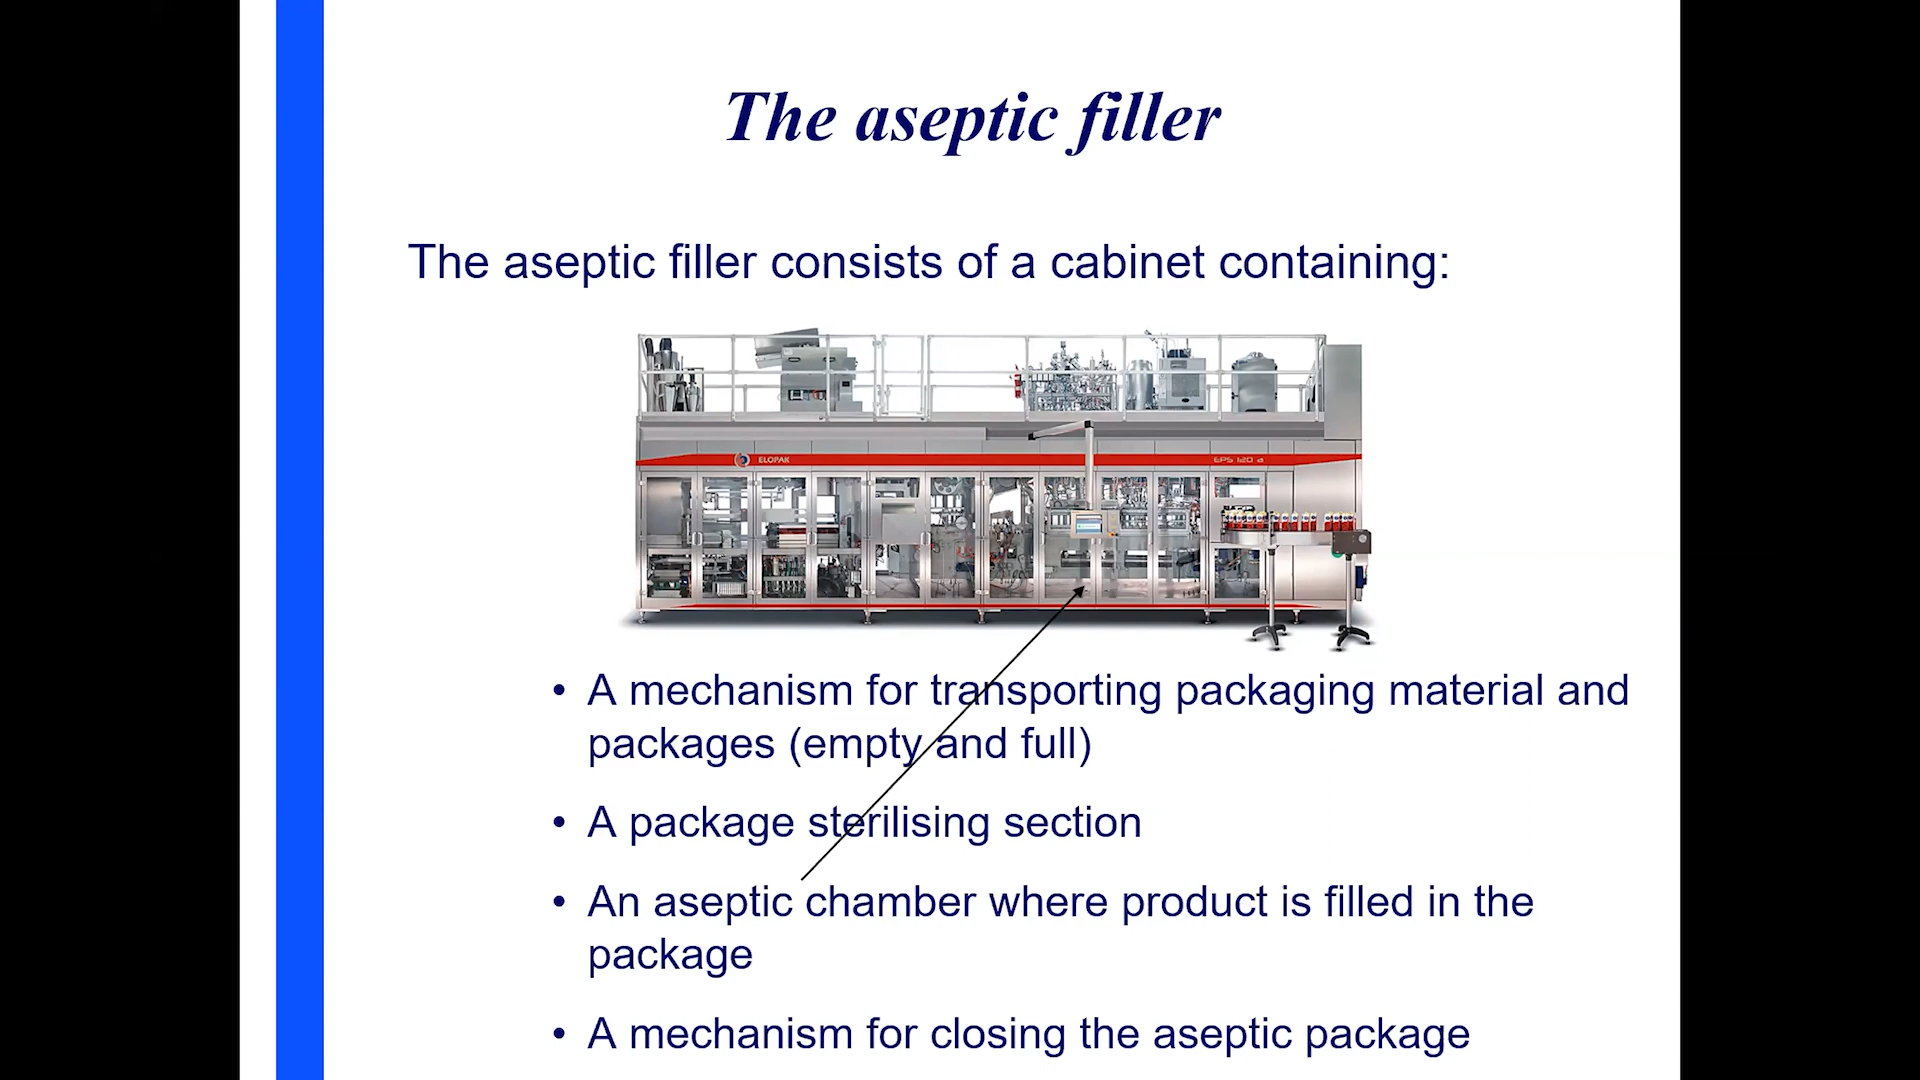 The aseptic filler
The aseptic filler consists of a cabinet containing:
ELOPAK
EPS 120 a
• A mechanism for transporting packaging material and
packages (empty and full)
• A package sterilising section
• An aseptic chamber where product is filled in the
package
• A mechanism for closing the aseptic package